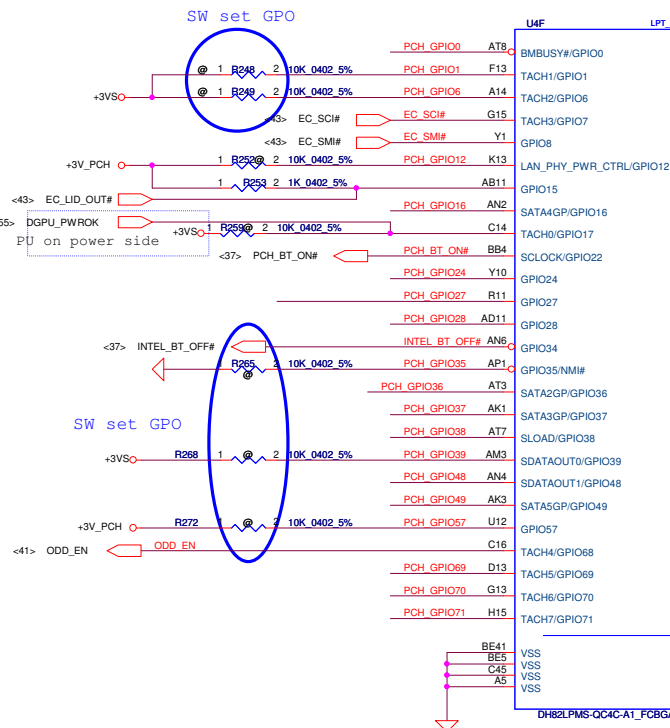 SW set GPO
U4F LPT_
PCH_GPIO0 AT8 BMBUSY#/GPIO0
@ 1 R248 2 10K_0402_5% PCH_GPIO1 F13 TACH1/GPIO1
+3VS @ 1 R249 2 10K_0402_5% PCH_GPIO6 A14 TACH2/GPIO6
<43> EC_SCI# EC_SCI# G15 TACH3/GPIO7
<43> EC_SMI# EC_SMI# Y1 GPIO8
+3V_PCH 1 R252@ 2 10K_0402_5% PCH_GPIO12 K13 LAN_PHY_PWR_CTRL/GPIO12
1 R253 2 1K_0402_5% AB11 GPIO15
<43> EC_LID_OUT#
PCH_GPIO16 AN2 SATA4GP/GPIO16
55> DGPU_PWROK
+3VS 1 R259@ 2 10K_0402_5% C14 TACH0/GPIO17
PU on power side
<37> PCH_BT_ON# PCH_BT_ON# BB4 SCLOCK/GPIO22
PCH_GPIO24 Y10 GPIO24
PCH_GPIO27 R11 GPIO27
PCH_GPIO28 AD11 GPIO28
<37> INTEL_BT_OFF# INTEL_BT_OFF# AN6 GPIO34
1 R265 2 10K_0402_5% PCH_GPIO35 AP1 GPIO35/NMI#
@
PCH_GPIO36 AT3 SATA2GP/GPIO36
PCH_GPIO37 AK1 SATA3GP/GPIO37
SW set GPO
PCH_GPIO38 AT7 SLOAD/GPIO38
+3VS R268 1 @ 2 10K_0402_5% PCH_GPIO39 AM3 SDATAOUT0/GPIO39
PCH_GPIO48 AN4 SDATAOUT1/GPIO48
PCH_GPIO49 AK3 SATA5GP/GPIO49
+3V_PCH R272 1 @ 2 10K_0402_5% PCH_GPIO57 U12 GPIO57
<41> ODD_EN ODD_EN C16 TACH4/GPIO68
PCH_GPIO69 D13 TACH5/GPIO69
PCH_GPIO70 G13 TACH6/GPIO70
PCH_GPIO71 H15 TACH7/GPIO71
BE41 VSS
BE5 VSS
C45 VSS
A5 VSS
DH82LPMS-QC4C-A1_FCBGA